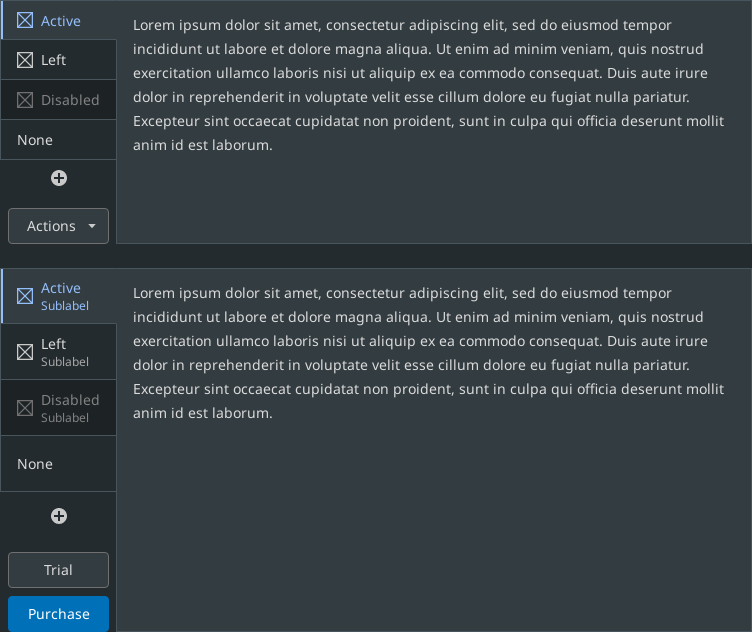 Active
Left
Disabled
None
Actions
Lorem ipsum dolor sit amet, consectetur adipiscing elit, sed do eiusmod tempor
incididunt ut labore et dolore magna aliqua. Ut enim ad minim veniam, quis nostrud
exercitation ullamco laboris nisi ut aliquip ex ea commodo consequat. Duis aute irure
dolor in reprehenderit in voluptate velit esse cillum dolore eu fugiat nulla pariatur.
Excepteur sint occaecat cupidatat non proident, sunt in culpa qui officia deserunt mollit
anim id est laborum.
Active
Sublabel
Left
Sublabel
Disabled
Sublabel
None
Trial
Purchase
Lorem ipsum dolor sit amet, consectetur adipiscing elit, sed do eiusmod tempor
incididunt ut labore et dolore magna aliqua. Ut enim ad minim veniam, quis nostrud
exercitation ullamco laboris nisi ut aliquip ex ea commodo consequat. Duis aute irure
dolor in reprehenderit in voluptate velit esse cillum dolore eu fugiat nulla pariatur.
Excepteur sint occaecat cupidatat non proident, sunt in culpa qui officia deserunt mollit
anim id est laborum.